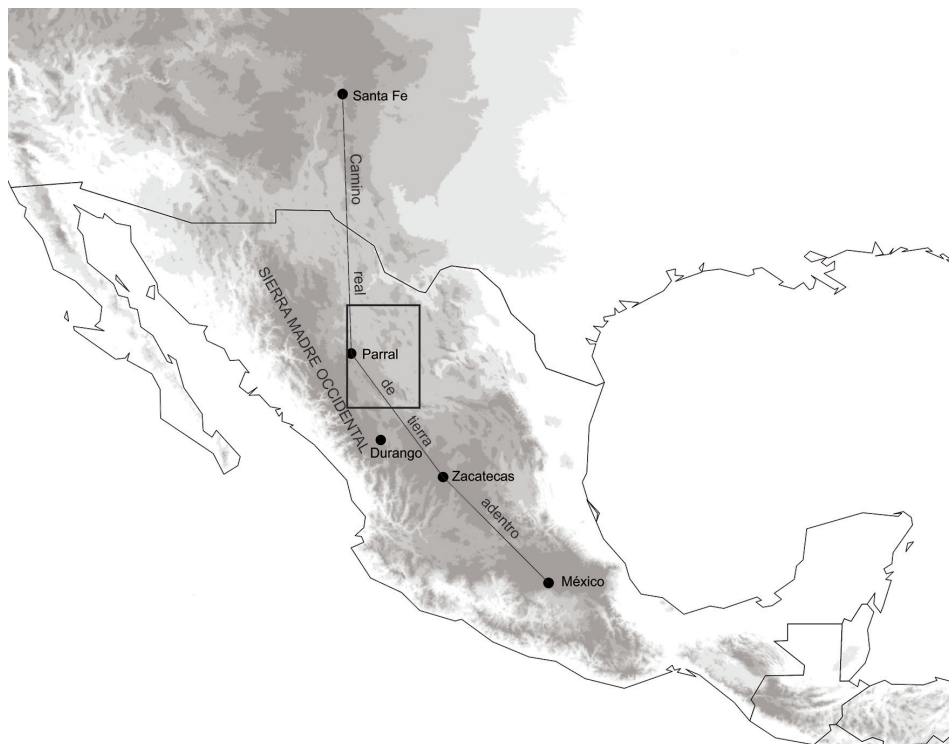 Santa Fe
Camino
real
SIERRA MADRE OCCIDENTAL
Parral
de
tierra
Durango
Zacatecas
adentro
México